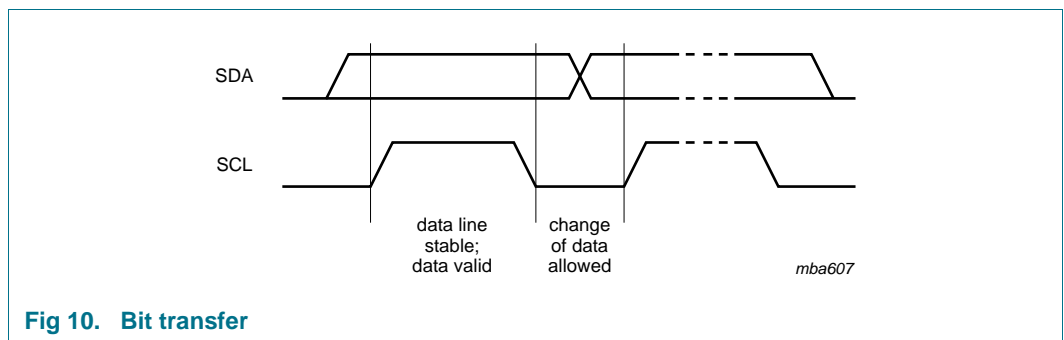 SDA
SCL
data line
stable;
data valid
change
of data
allowed
mba607
Fig 10. Bit transfer